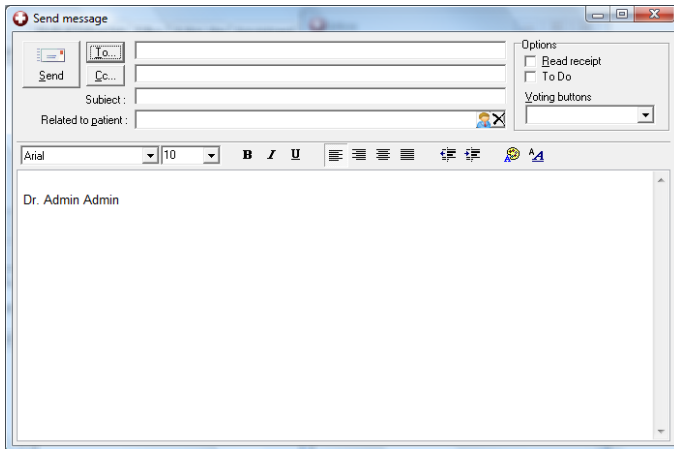 Send message
To...
Send
Cc...
Subject :
Related to patient :
Options
Read receipt
To Do
Voting buttons
Arial 10 B I U A A
Dr. Admin Admin